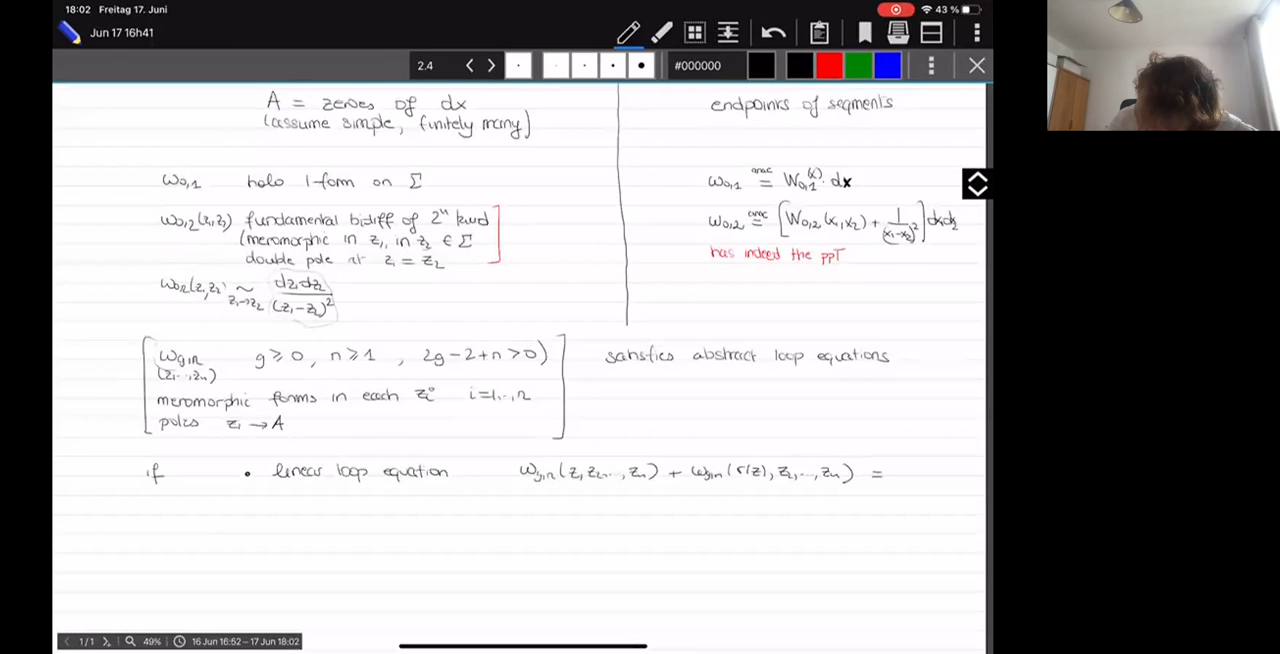 18:02 Freitag 17. Juni
43 %
Jun 17 16h41
2.4
#000000
A = zeroes of dx
(assume simple, finitely many)
endpoints of segments
ω0,1 holo 1-form on Σ
ω0,1 = W0,1(x) · dx
ω0,2(z1,z2) fundamental bidiff of 2nd kind
(meromorphic in z1, in z2 ∈ Σ
double pole at z1 = z2
ω0,2 = [W0,2(x1,x2) + 1/(x1-x2)²] dx1dx2
has indeed the ppT
ω0,2(z1,z2) ~ z1→z2 dz1dz2/(z1-z2)²
ωg,n g⩾0, n⩾1, 2g-2+n>0)
(z1,..,zn)
meromorphic forms in each zi i=1,..,n
poles zi → A
satisfies abstract loop equations
if • linear loop equation ωg,n(z,z2,..,zn) + ωg,n(σ(z),z2,..,zn) =
1/1
49%
16 Jun 16:52–17 Jun 18:02